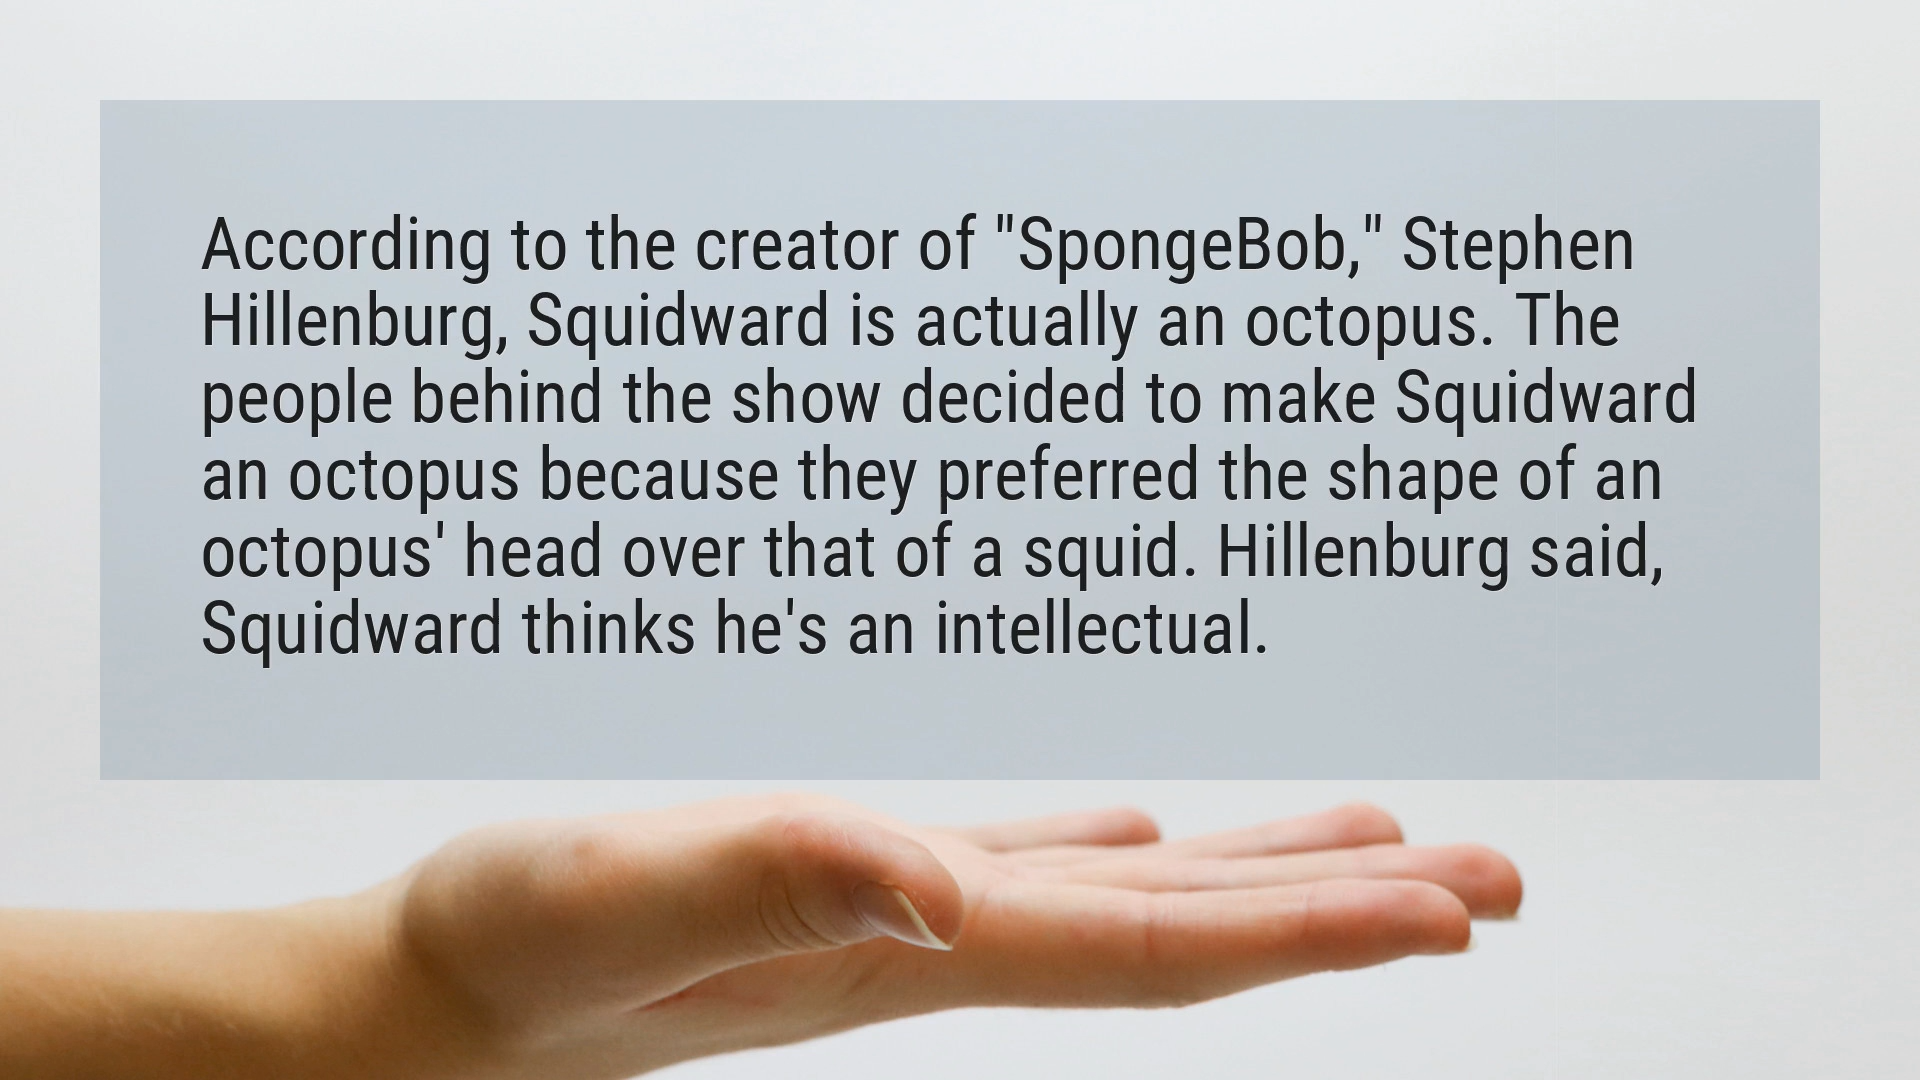 According to the creator of "SpongeBob," Stephen
Hillenburg, Squidward is actually an octopus. The
people behind the show decided to make Squidward
an octopus because they preferred the shape of an
octopus' head over that of a squid. Hillenburg said,
Squidward thinks he's an intellectual.